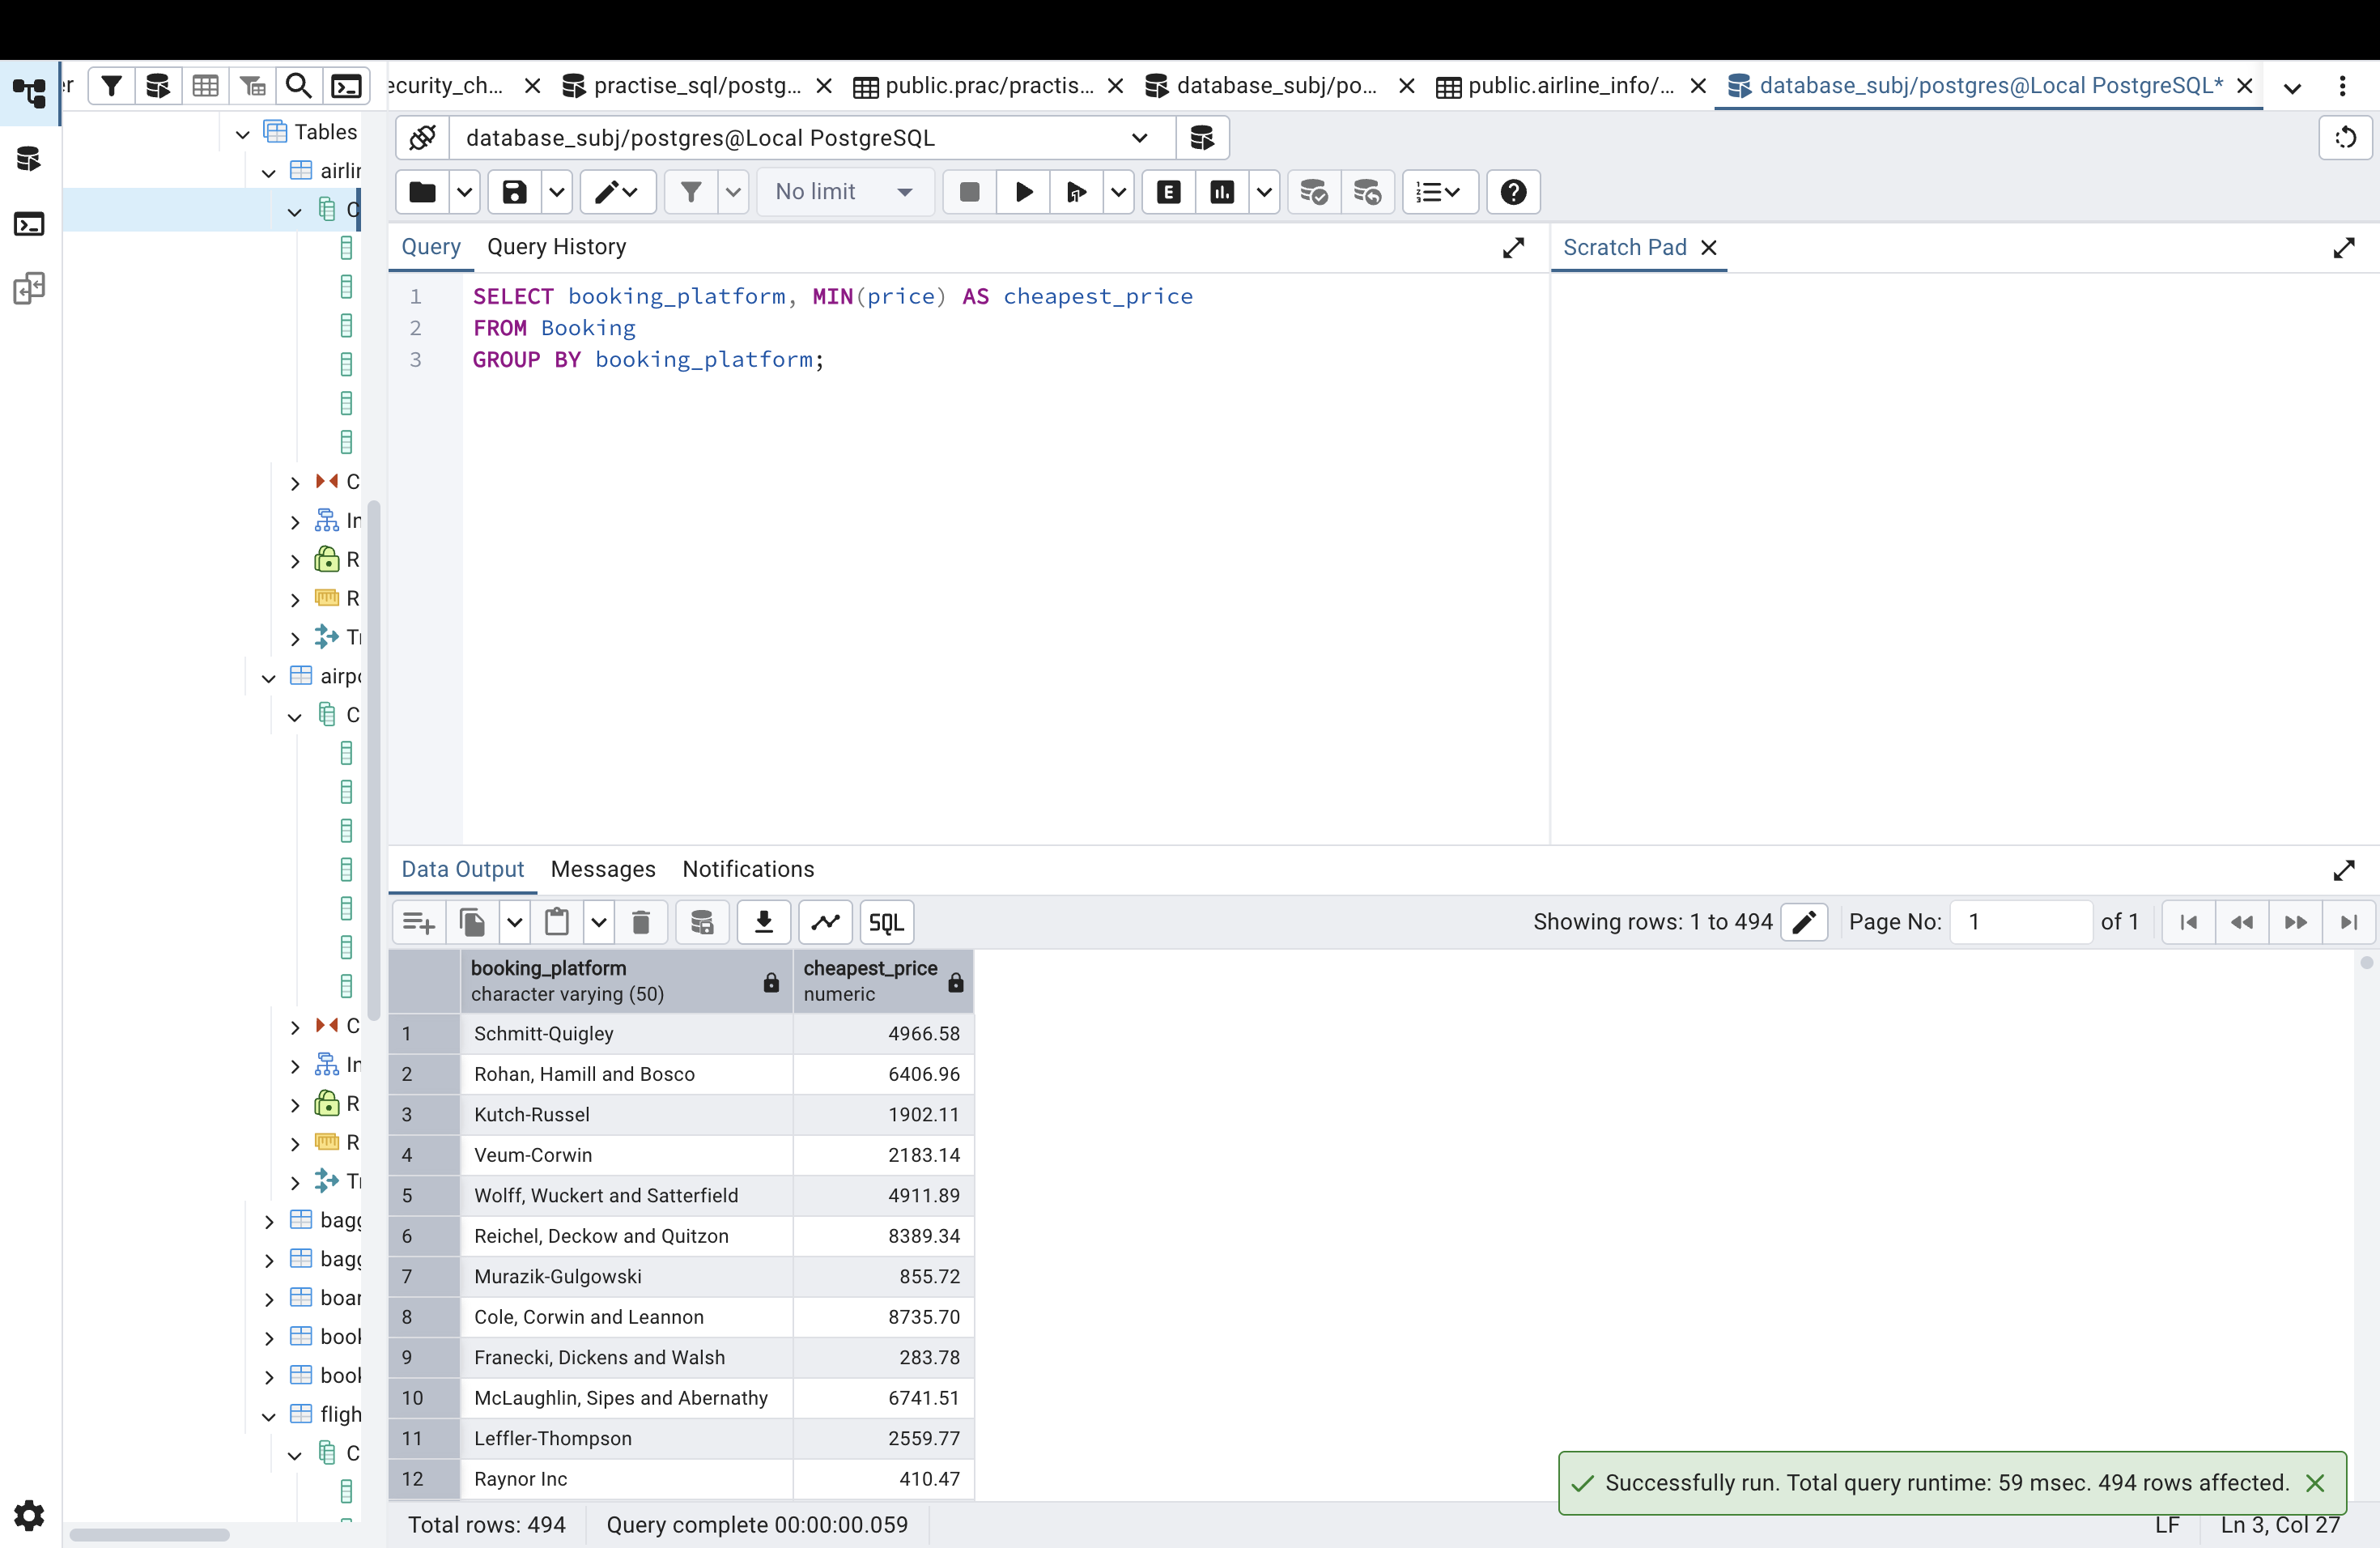 er
ecurity_ch...
practise_sql/postg...
public.prac/practis...
database_subj/po...
public.airline_info/...
database_subj/postgres@Local PostgreSQL*
database_subj/postgres@Local PostgreSQL
No limit
E
Query
Query History
Scratch Pad
1 SELECT booking_platform, MIN(price) AS cheapest_price
2 FROM Booking
3 GROUP BY booking_platform;
Tables
airlin
C
C
In
R
R
Tr
airpo
C
C
In
R
R
Tr
bagg
bagg
boar
book
book
fligh
C
Data Output
Messages
Notifications
SQL
Showing rows: 1 to 494
Page No: 1 of 1
booking_platform cheapest_price
character varying (50) numeric
1 Schmitt-Quigley 4966.58
2 Rohan, Hamill and Bosco 6406.96
3 Kutch-Russel 1902.11
4 Veum-Corwin 2183.14
5 Wolff, Wuckert and Satterfield 4911.89
6 Reichel, Deckow and Quitzon 8389.34
7 Murazik-Gulgowski 855.72
8 Cole, Corwin and Leannon 8735.70
9 Franecki, Dickens and Walsh 283.78
10 McLaughlin, Sipes and Abernathy 6741.51
11 Leffler-Thompson 2559.77
12 Raynor Inc 410.47
Successfully run. Total query runtime: 59 msec. 494 rows affected.
Total rows: 494
Query complete 00:00:00.059
LF
Ln 3, Col 27